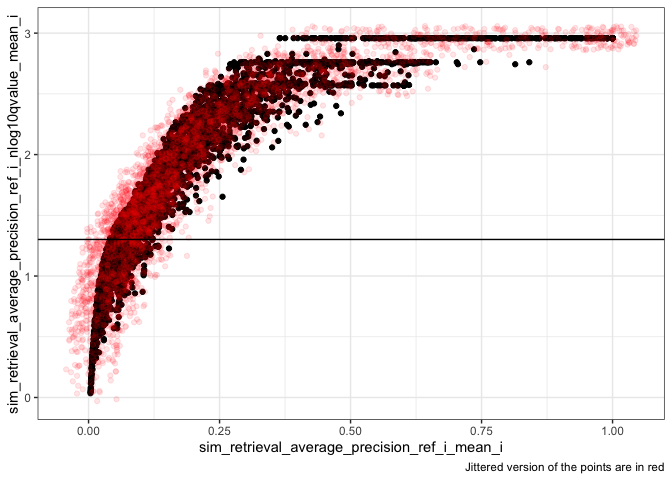 sim_retrieval_average_precision_ref_i_nlog10qvalue_mean_i
3
2
1
0
0.00 0.25 0.50 0.75 1.00
sim_retrieval_average_precision_ref_i_mean_i
Jittered version of the points are in red